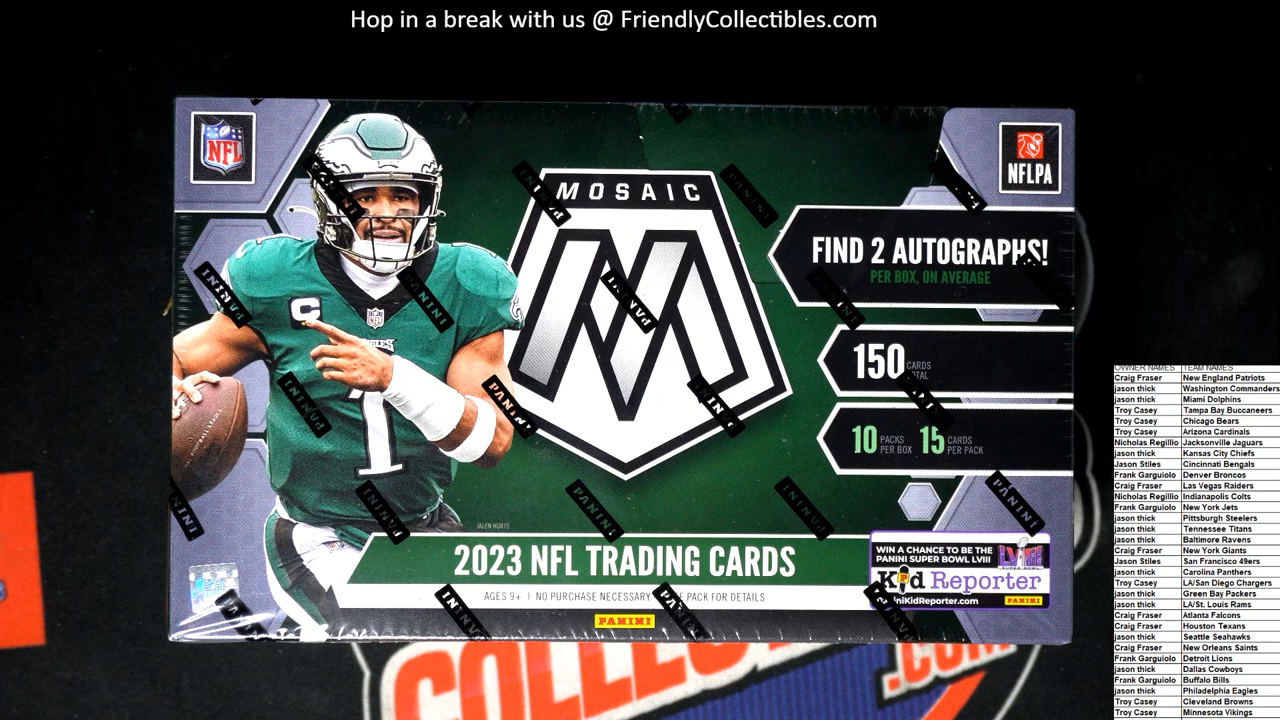 Hop in a break with us @ FriendlyCollectibles.com
NFL
NFLPA
MOSAIC
FIND 2 AUTOGRAPHS!
PER BOX, ON AVERAGE
150 CARDS
10 PACKS PER BOX 15 CARDS PER PACK
C
1
JALEN HURTS
2023 NFL TRADING CARDS
AGES 9+ | NO PURCHASE NECESSARY
PACK FOR DETAILS
PANINI
WIN A CHANCE TO BE THE
PANINI SUPER BOWL LVIII
Kid Reporter
niKidReporter.com PANINI
LVIII
SUPER BOWL
OWNER NAMES TEAM NAMES
Craig Fraser New England Patriots
jason thick Washington Commanders
jason thick Miami Dolphins
Troy Casey Tampa Bay Buccaneers
Troy Casey Chicago Bears
Troy Casey Arizona Cardinals
Nicholas Regillio Jacksonville Jaguars
jason thick Kansas City Chiefs
Jason Stiles Cincinnati Bengals
Frank Garguiolo Denver Broncos
Craig Fraser Las Vegas Raiders
Nicholas Regillio Indianapolis Colts
Frank Garguiolo New York Jets
jason thick Pittsburgh Steelers
jason thick Tennessee Titans
jason thick Baltimore Ravens
Craig Fraser New York Giants
Jason Stiles San Francisco 49ers
jason thick Carolina Panthers
Troy Casey LA/San Diego Chargers
jason thick Green Bay Packers
jason thick LA/St. Louis Rams
Craig Fraser Atlanta Falcons
Craig Fraser Houston Texans
jason thick Seattle Seahawks
Craig Fraser New Orleans Saints
Frank Garguiolo Detroit Lions
jason thick Dallas Cowboys
Frank Garguiolo Buffalo Bills
jason thick Philadelphia Eagles
Troy Casey Cleveland Browns
Troy Casey Minnesota Vikings
.COM